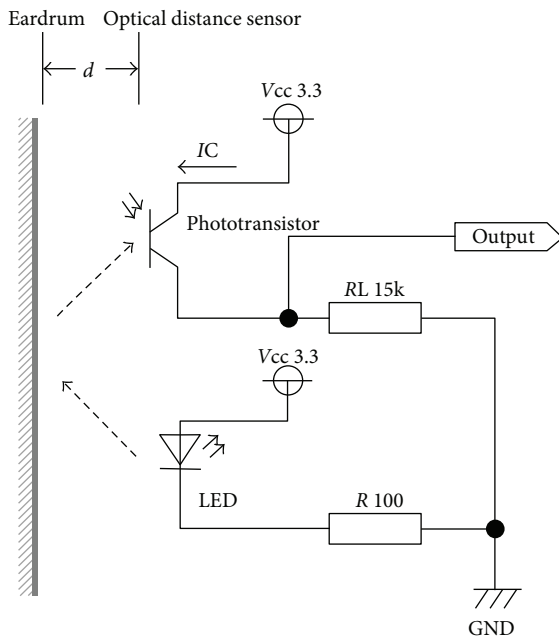 Eardrum Optical distance sensor
d
Vcc 3.3
IC
Phototransistor
Output
RL 15k
Vcc 3.3
LED
R 100
GND